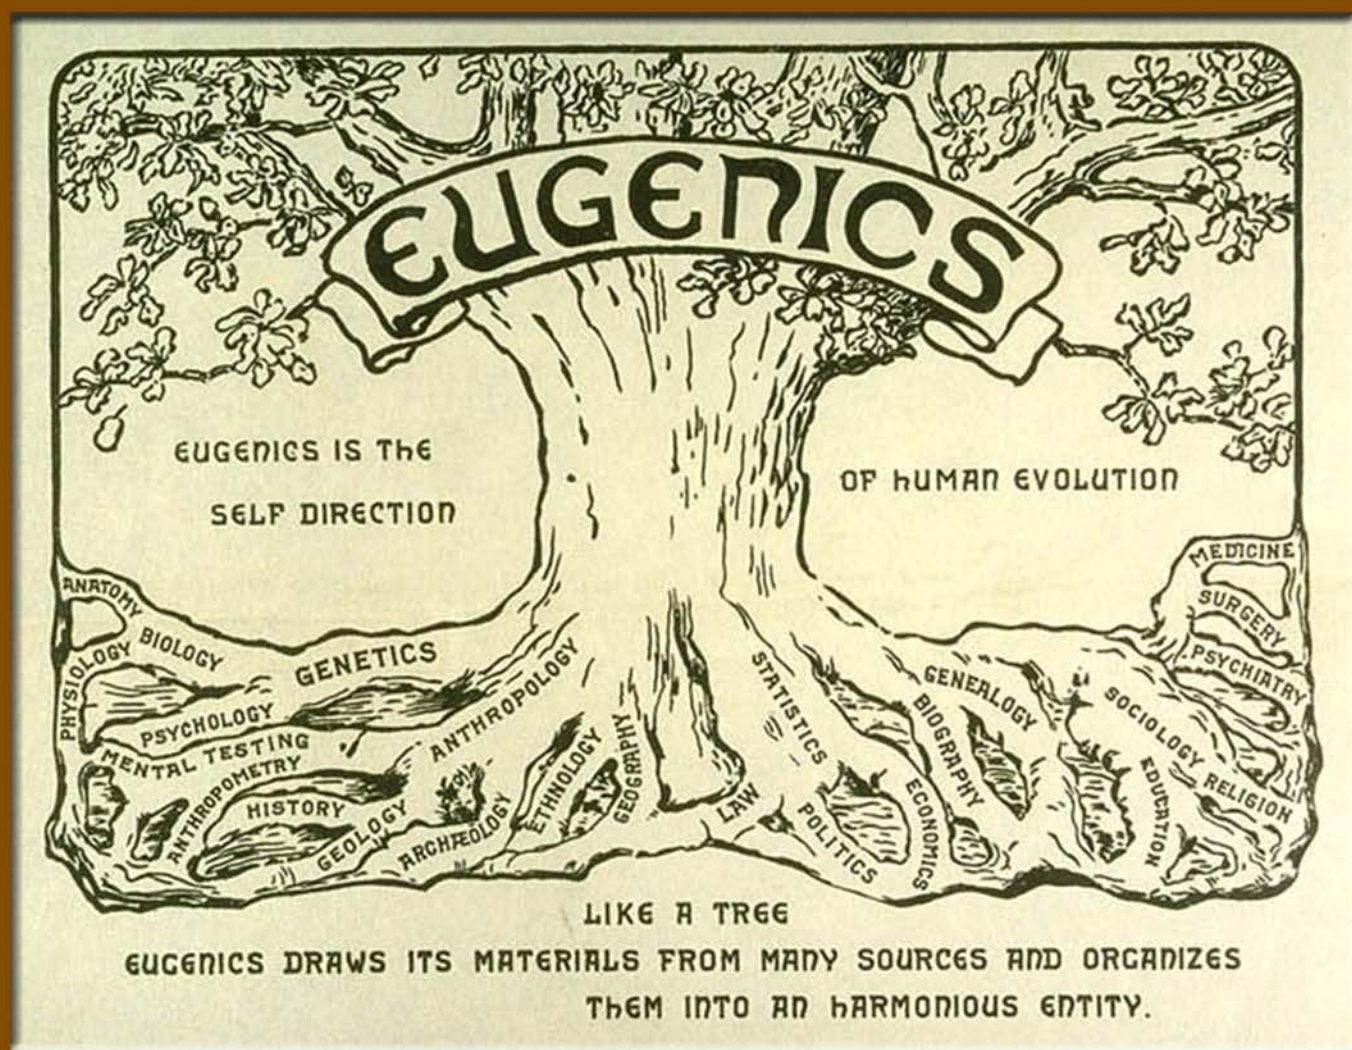 EUGENICS
EUGENICS IS THE
SELF DIRECTION
OF HUMAN EVOLUTION
ANATOMY
BIOLOGY
PHYSIOLOGY
GENETICS
PSYCHOLOGY
MENTAL TESTING
ANTHROPOMETRY
HISTORY
GEOLOGY
ANTHROPOLOGY
ARCHÆOLOGY
ETHNOLOGY
GEOGRAPHY
LAW
STATISTICS
POLITICS
ECONOMICS
BIOGRAPHY
GENEALOGY
EDUCATION
SOCIOLOGY
RELIGION
PSYCHIATRY
SURGERY
MEDICINE
LIKE A TREE
EUGENICS DRAWS ITS MATERIALS FROM MANY SOURCES AND ORGANIZES
THEM INTO AN HARMONIOUS ENTITY.